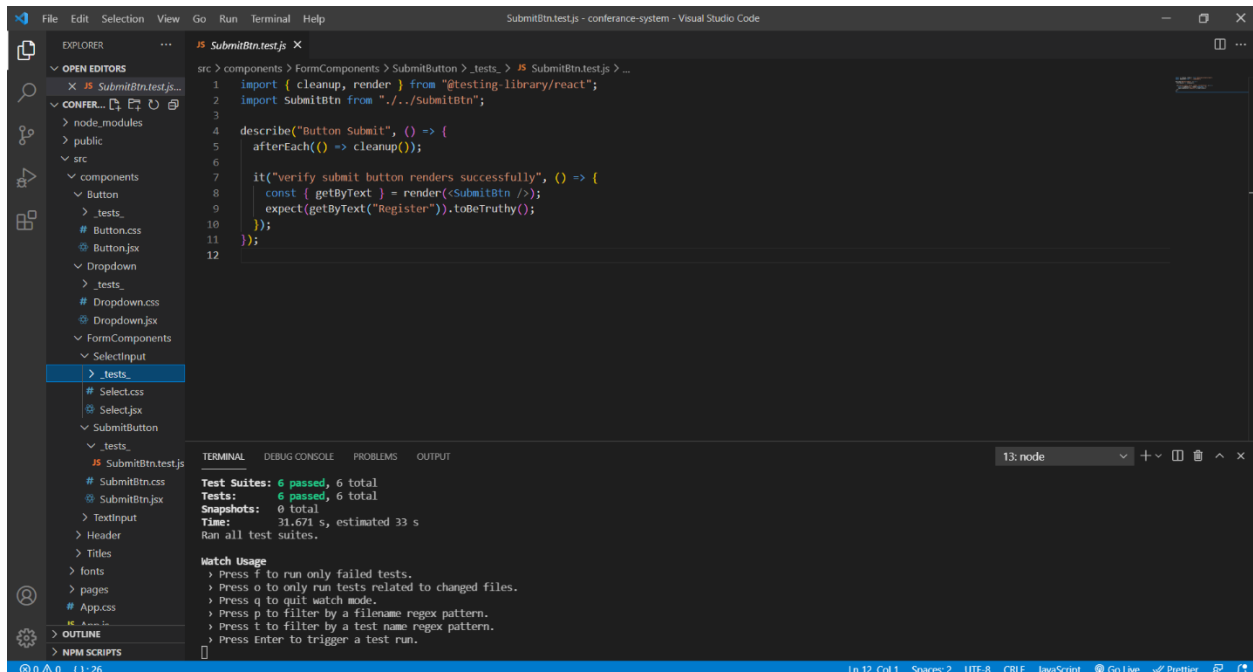 File Edit Selection View Go Run Terminal Help SubmitBtn.test.js - conferance-system - Visual Studio Code
EXPLORER
OPEN EDITORS
JS SubmitBtn.test.js...
CONFER...
node_modules
public
src
components
Button
_tests_
# Button.css
Button.jsx
Dropdown
_tests_
# Dropdown.css
Dropdown.jsx
FormComponents
SelectInput
_tests_
# Select.css
Select.jsx
SubmitButton
_tests_
JS SubmitBtn.test.js
# SubmitBtn.css
SubmitBtn.jsx
TextInput
Header
Titles
fonts
pages
# App.css
OUTLINE
NPM SCRIPTS
JS SubmitBtn.test.js
src > components > FormComponents > SubmitButton > _tests_ > JS SubmitBtn.test.js > ...
1 import { cleanup, render } from "@testing-library/react";
2 import SubmitBtn from "./../SubmitBtn";
3
4 describe("Button Submit", () => {
5 afterEach(() => cleanup());
6
7 it("verify submit button renders successfully", () => {
8 const { getByText } = render(<SubmitBtn />);
9 expect(getByText("Register")).toBeTruthy();
10 });
11 });
12
TERMINAL DEBUG CONSOLE PROBLEMS OUTPUT 13: node
Test Suites: 6 passed, 6 total
Tests: 6 passed, 6 total
Snapshots: 0 total
Time: 31.671 s, estimated 33 s
Ran all test suites.
Watch Usage
› Press f to run only failed tests.
› Press o to only run tests related to changed files.
› Press q to quit watch mode.
› Press p to filter by a filename regex pattern.
› Press t to filter by a test name regex pattern.
› Press Enter to trigger a test run.
0 0 {}: 26 Ln 12, Col 1 Spaces: 2 UTF-8 CRLF JavaScript Go Live Prettier